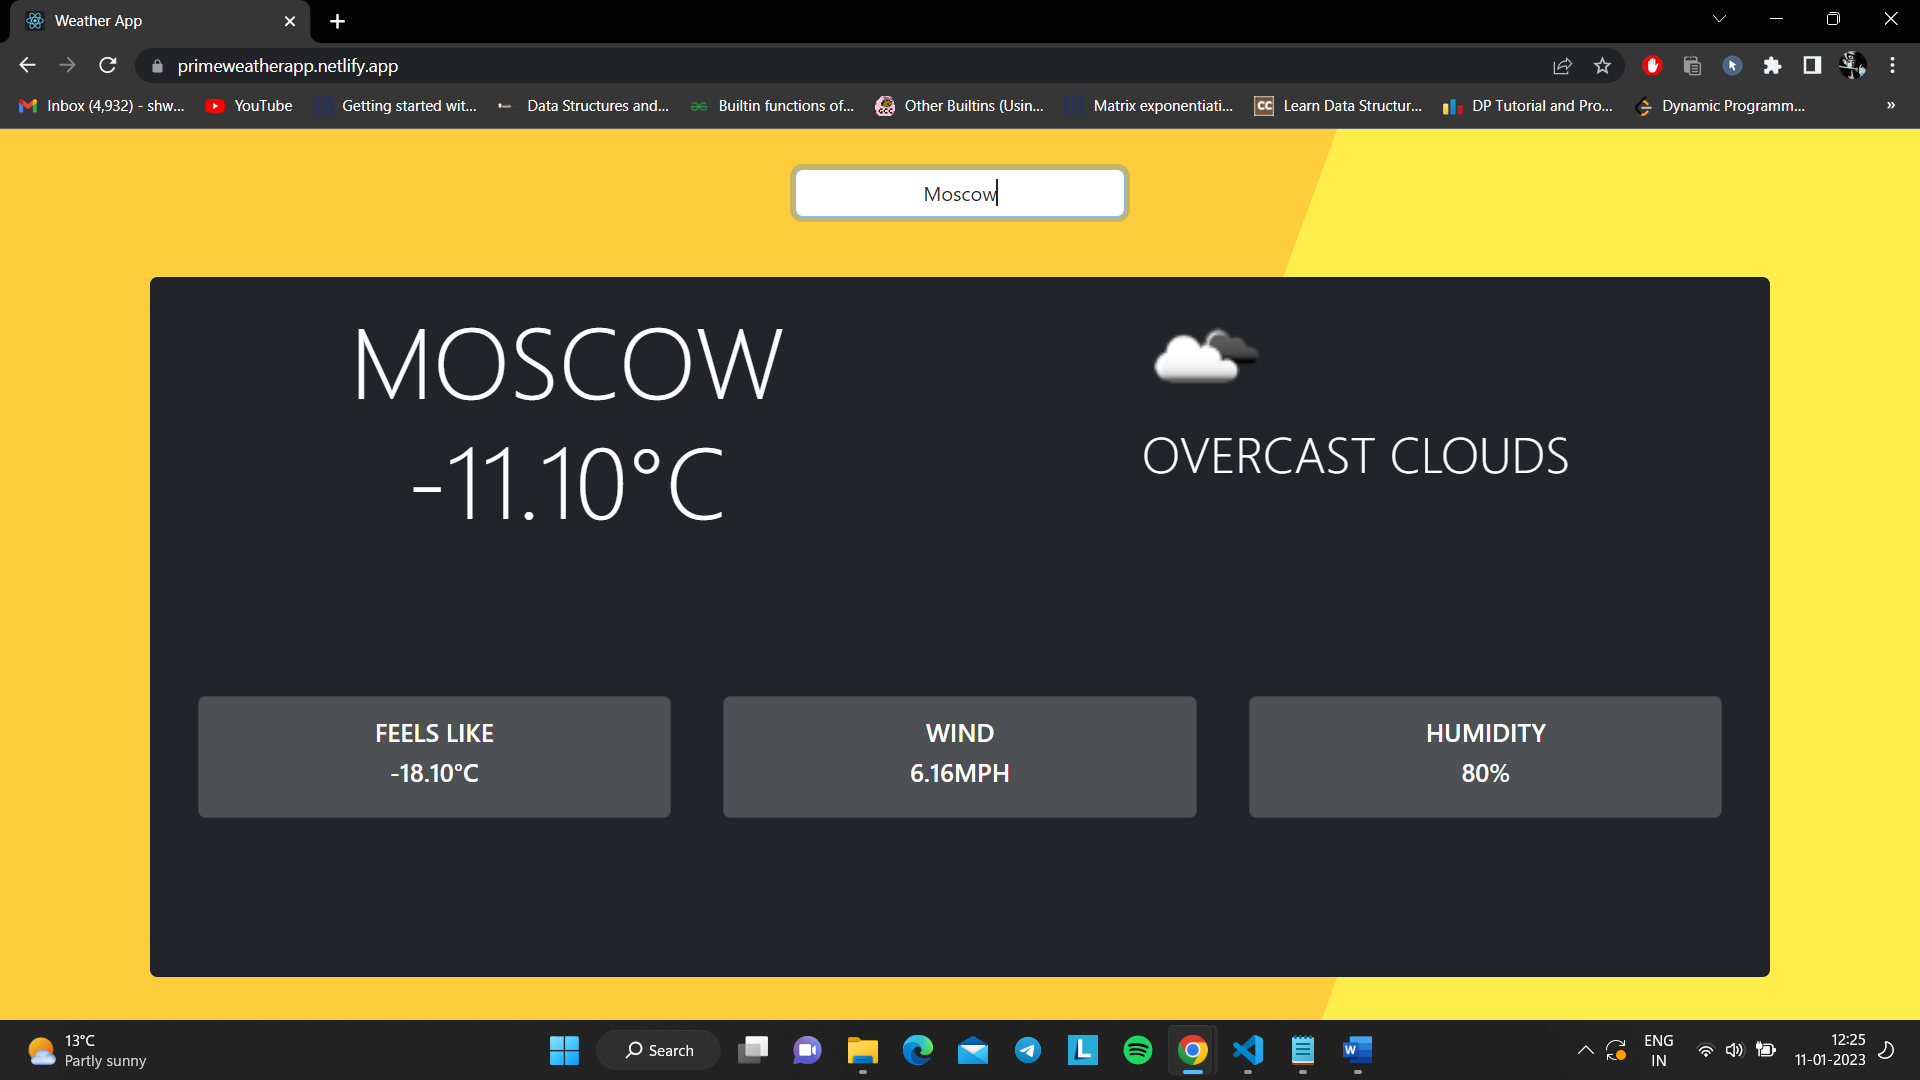 Weather App
primeweatherapp.netlify.app
Inbox (4,932) - shw... YouTube Getting started wit... Data Structures and... Builtin functions of... Other Builtins (Usin... Matrix exponentiati... CC Learn Data Structur... DP Tutorial and Pro... Dynamic Programm... »
Moscow
MOSCOW
-11.10°C
OVERCAST CLOUDS
FEELS LIKE
-18.10°C
WIND
6.16MPH
HUMIDITY
80%
13°C
Partly sunny
Search
L
W
ENG
IN
12:25
11-01-2023